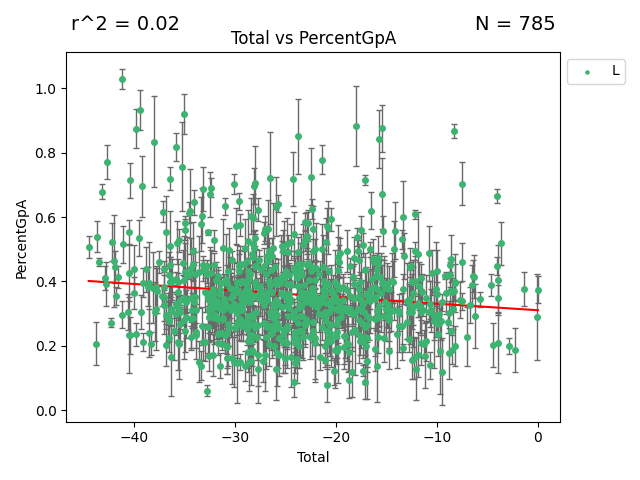 r^2 = 0.02
N = 785
Total vs PercentGpA
L
PercentGpA
1.0
0.8
0.6
0.4
0.2
0.0
−40
−30
−20
−10
0
Total